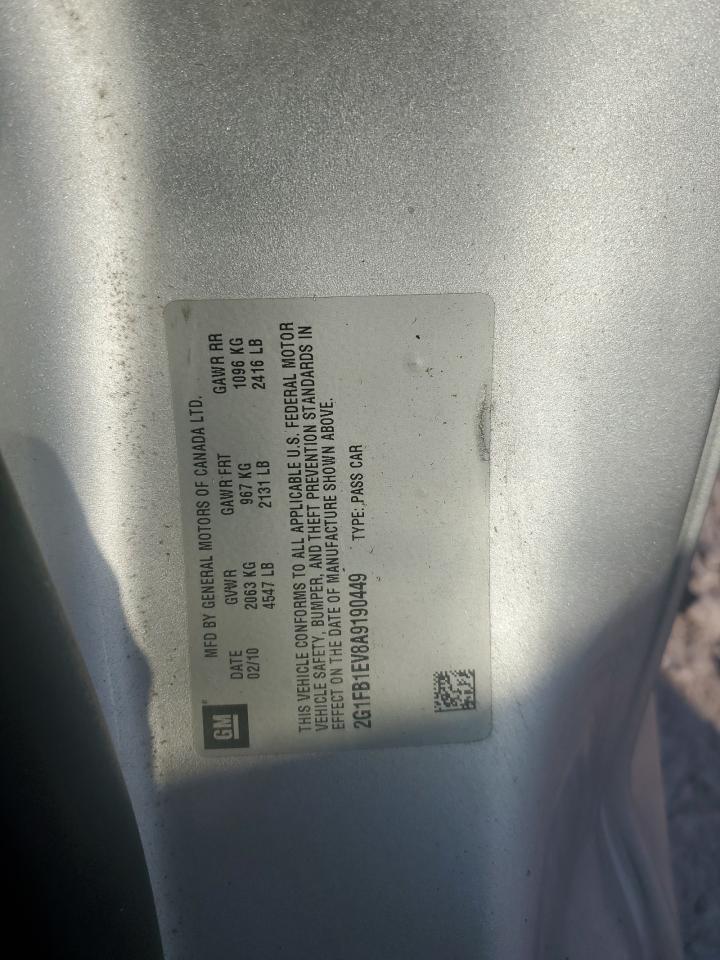 GM
MFD BY GENERAL MOTORS OF CANADA LTD.
DATE GVWR GAWR FRT GAWR RR
02/10 2063 KG 967 KG 1096 KG
4547 LB 2131 LB 2416 LB
THIS VEHICLE CONFORMS TO ALL APPLICABLE U.S. FEDERAL MOTOR
VEHICLE SAFETY, BUMPER, AND THEFT PREVENTION STANDARDS IN
EFFECT ON THE DATE OF MANUFACTURE SHOWN ABOVE.
2G1FB1EV8A9190449 TYPE: PASS CAR